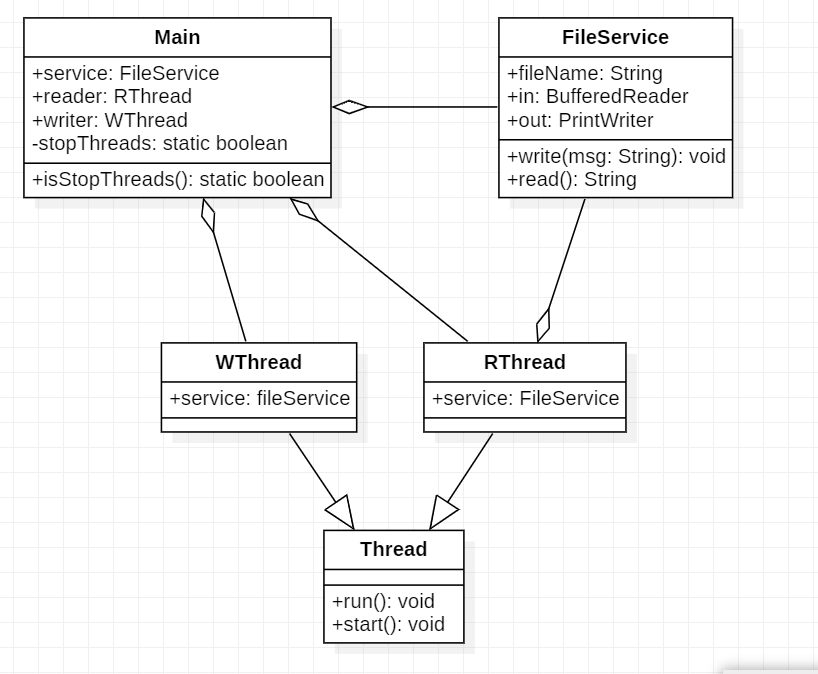 Main
+service: FileService
+reader: RThread
+writer: WThread
-stopThreads: static boolean
+isStopThreads(): static boolean
FileService
+fileName: String
+in: BufferedReader
+out: PrintWriter
+write(msg: String): void
+read(): String
WThread
+service: fileService
RThread
+service: FileService
Thread
+run(): void
+start(): void